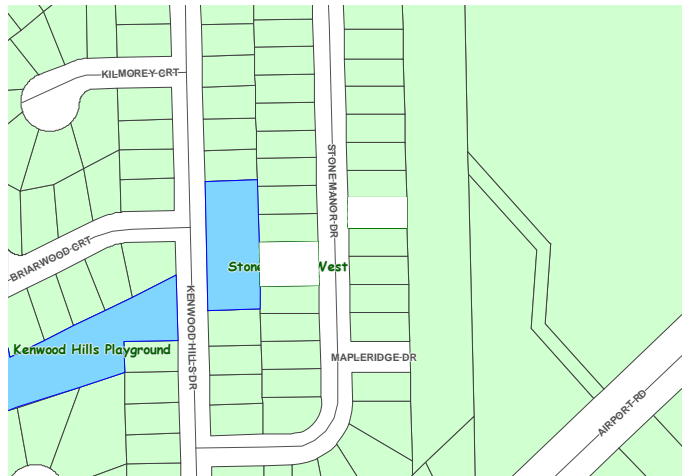 KILMOREY CRT
STONE MANOR DR
BRIARWOOD CRT
Stone West
KENWOOD HILLS DR
Kenwood Hills Playground
MAPLERIDGE DR
AIRPORT RD